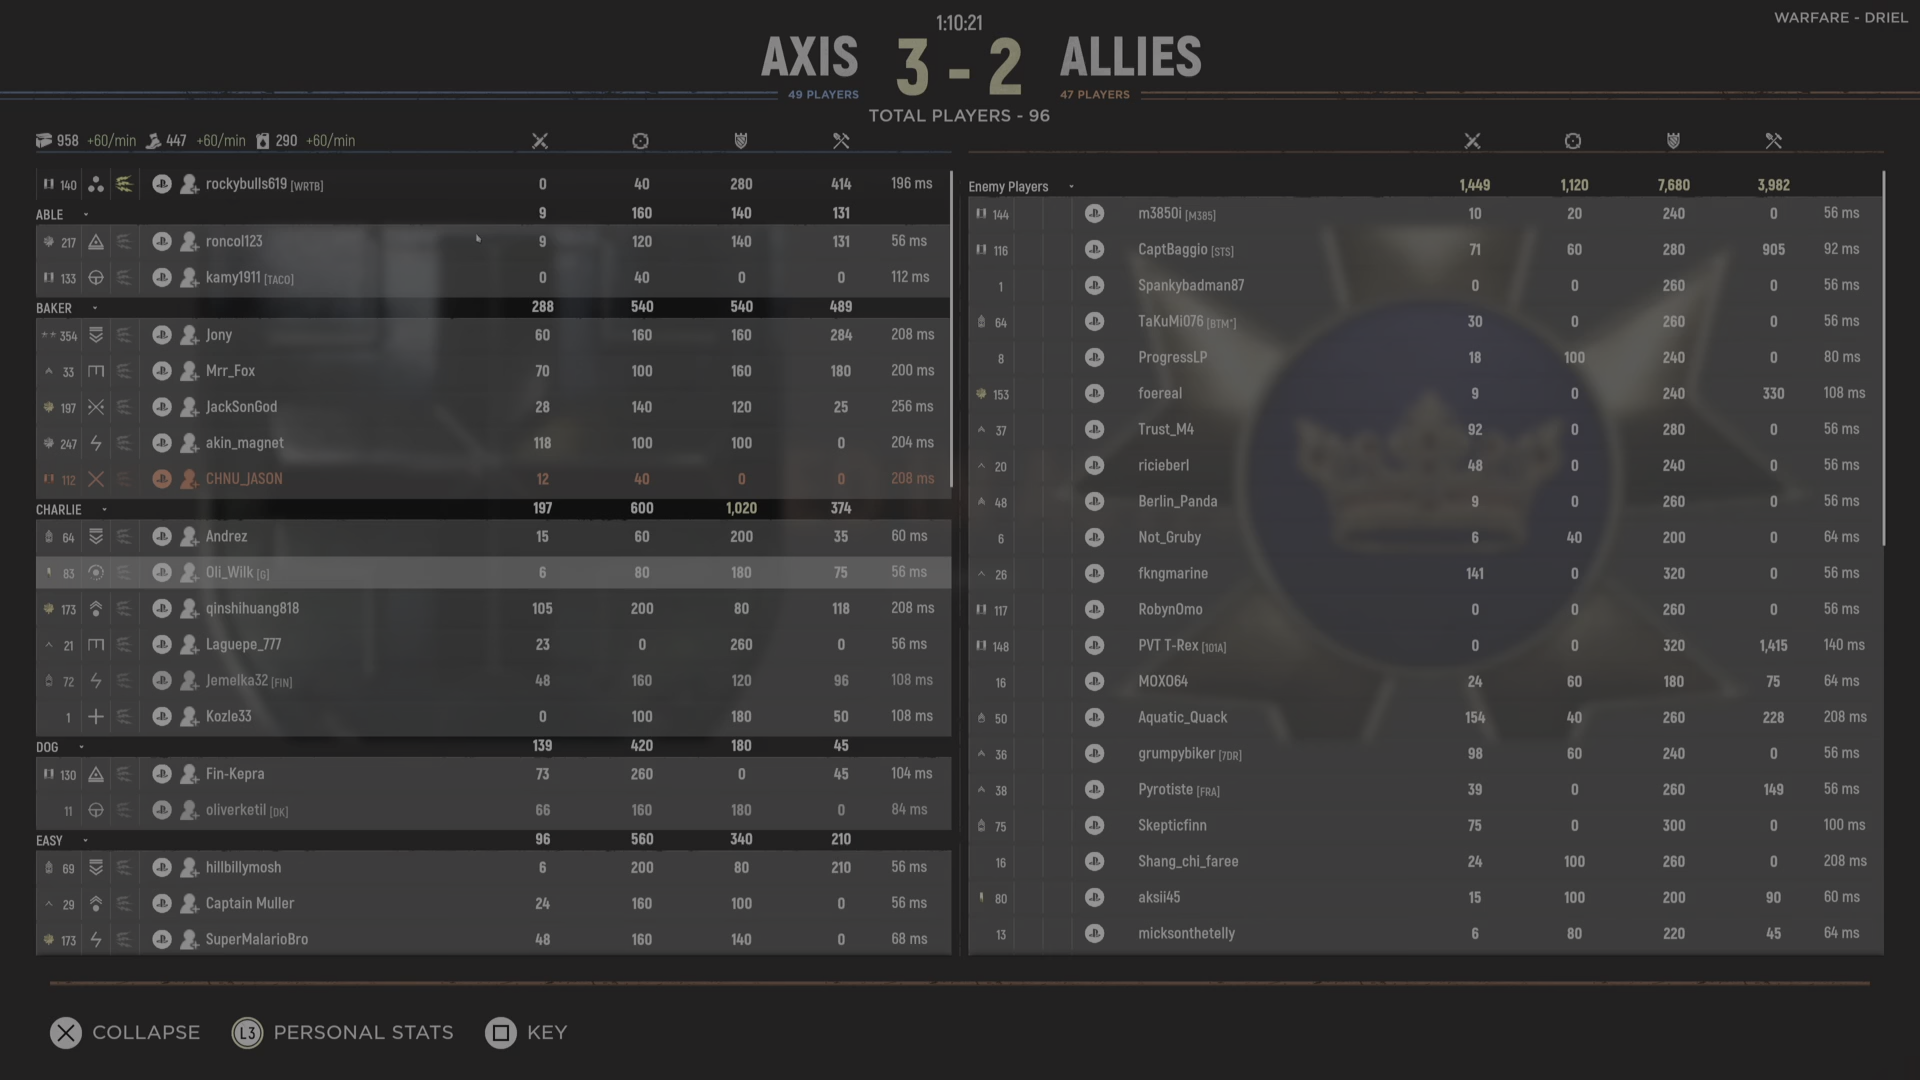 WARFARE - DRIEL
1:10:21
AXIS 3 - 2 ALLIES
49 PLAYERS 47 PLAYERS
TOTAL PLAYERS - 96
958 +60/min 447 +60/min 290 +60/min
140 rockybulls619 [WRTB] 0 40 280 414 196 ms
ABLE 9 160 140 131
217 roncol123 9 120 140 131 56 ms
133 kamy1911 [TACO] 0 40 0 0 112 ms
BAKER 288 540 540 489
354 Jony 60 160 160 284 208 ms
33 Mrr_Fox 70 100 160 180 200 ms
197 JackSonGod 28 140 120 25 256 ms
247 akin_magnet 118 100 100 0 204 ms
112 CHNU_JASON 12 40 0 0 208 ms
CHARLIE 197 600 1,020 374
64 Andrez 15 60 200 35 60 ms
83 Oli_Wilk [G] 6 80 180 75 56 ms
173 qinshihuang818 105 200 80 118 208 ms
21 Laguepe_777 23 0 260 0 56 ms
72 Jemelka32 [FIN] 48 160 120 96 108 ms
1 Kozle33 0 100 180 50 108 ms
DOG 139 420 180 45
130 Fin-Kepra 73 260 0 45 104 ms
11 oliverketil [DK] 66 160 180 0 84 ms
EASY 96 560 340 210
69 hillbillymosh 6 200 80 210 56 ms
29 Captain Muller 24 160 100 0 56 ms
173 SuperMalarioBro 48 160 140 0 68 ms
Enemy Players 1,449 1,120 7,680 3,982
144 m3850i [M385] 10 20 240 0 56 ms
116 CaptBaggio [STS] 71 60 280 905 92 ms
1 Spankybadman87 0 0 260 0 56 ms
64 TaKuMi076 [BTM*] 30 0 260 0 56 ms
8 ProgressLP 18 100 240 0 80 ms
153 foereal 9 0 240 330 108 ms
37 Trust_M4 92 0 280 0 56 ms
20 ricieberl 48 0 240 0 56 ms
48 Berlin_Panda 9 0 260 0 56 ms
6 Not_Gruby 6 40 200 0 64 ms
26 fkngmarine 141 0 320 0 56 ms
117 RobynOmo 0 0 260 0 56 ms
148 PVT T-Rex [101A] 0 0 320 1,415 140 ms
16 MOXO64 24 60 180 75 64 ms
50 Aquatic_Quack 154 40 260 228 208 ms
36 grumpybiker [7DR] 98 60 240 0 56 ms
38 Pyrotiste [FRA] 39 0 260 149 56 ms
75 Skepticfinn 75 0 300 0 100 ms
16 Shang_chi_faree 24 100 260 0 208 ms
80 aksii45 15 100 200 90 60 ms
13 micksonthetelly 6 80 220 45 64 ms
COLLAPSE L3 PERSONAL STATS KEY